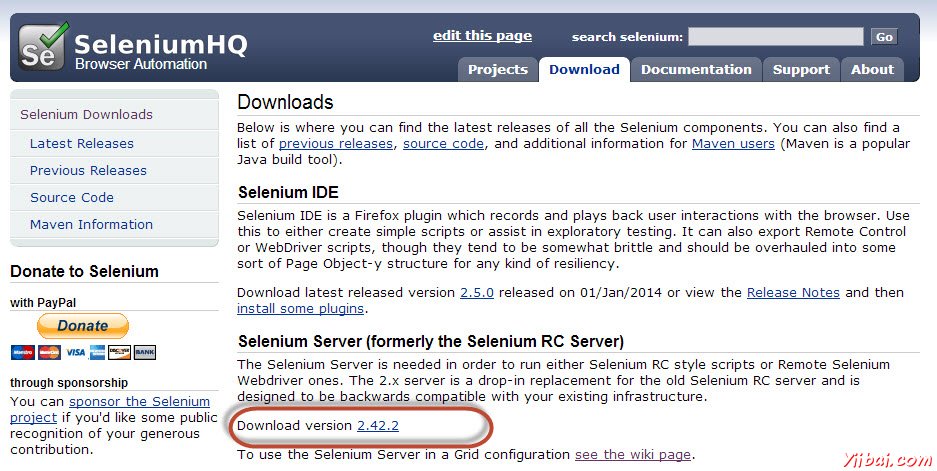 Se
SeleniumHQ
Browser Automation
edit this page
search selenium:
Go
Projects
Download
Documentation
Support
About
Selenium Downloads
Latest Releases
Previous Releases
Source Code
Maven Information
Donate to Selenium
with PayPal
Donate
VISA
BANK
through sponsorship
You can sponsor the Selenium
project if you'd like some public
recognition of your generous
contribution.
Downloads
Below is where you can find the latest releases of all the Selenium components. You can also find a
list of previous releases, source code, and additional information for Maven users (Maven is a popular
Java build tool).
Selenium IDE
Selenium IDE is a Firefox plugin which records and plays back user interactions with the browser. Use
this to either create simple scripts or assist in exploratory testing. It can also export Remote Control
or WebDriver scripts, though they tend to be somewhat brittle and should be overhauled into some
sort of Page Object-y structure for any kind of resiliency.
Download latest released version 2.5.0 released on 01/Jan/2014 or view the Release Notes and then
install some plugins.
Selenium Server (formerly the Selenium RC Server)
The Selenium Server is needed in order to run either Selenium RC style scripts or Remote Selenium
Webdriver ones. The 2.x server is a drop-in replacement for the old Selenium RC server and is
designed to be backwards compatible with your existing infrastructure.
Download version 2.42.2
To use the Selenium Server in a Grid configuration see the wiki page.
Yiibai.com